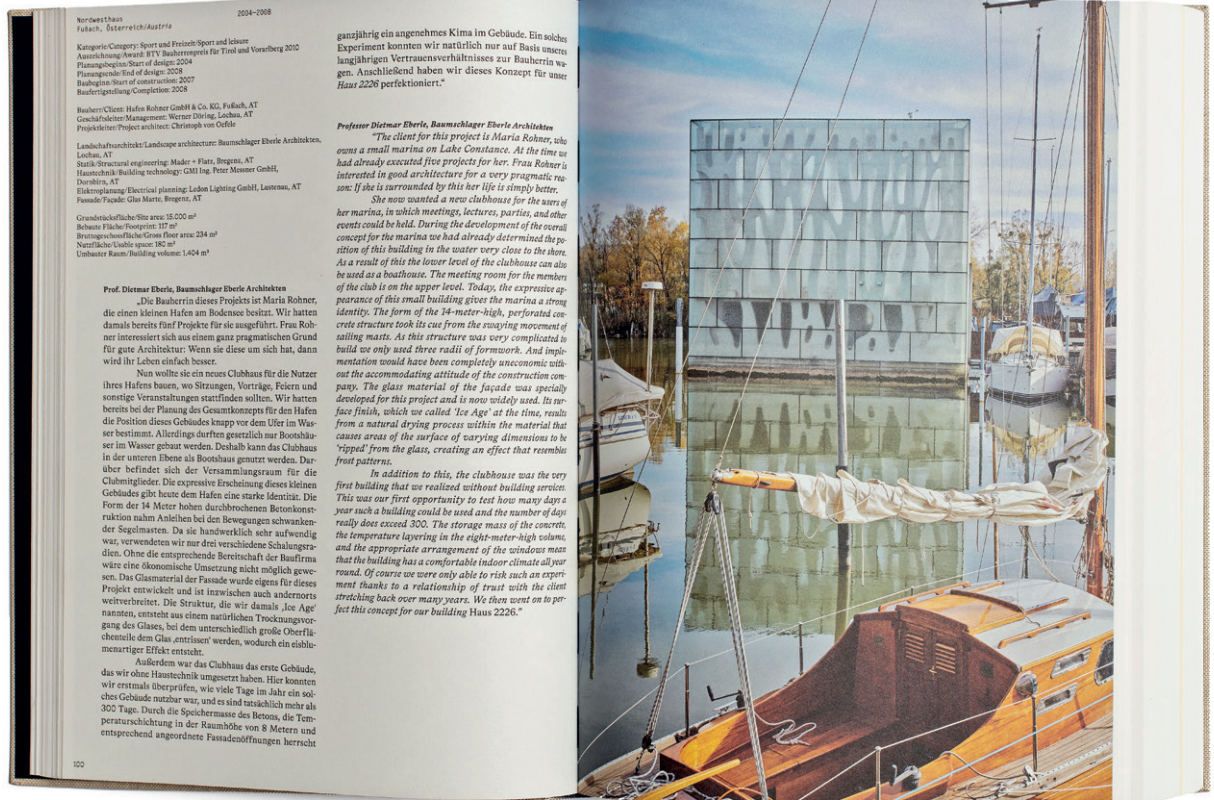 Nordwesthaus
Fußach, Österreich/Austria
2004–2008
Kategorie/Category: Sport und Freizeit/Sport and leisure
Auszeichnung/Award: BTV Bauherrenpreis für Tirol und Vorarlberg 2010
Planungsbeginn/Start of design: 2004
Planungsende/End of design: 2008
Baubeginn/Start of construction: 2007
Baufertigstellung/Completion: 2008
Bauherr/Client: Hafen Rohner GmbH & Co. KG, Fußach, AT
Geschäftsleiter/Management: Werner Döring, Lochau, AT
Projektleiter/Project architect: Christoph von Oefele
Landschaftsarchitekt/Landscape architecture: Baumschlager Eberle Architekten,
Lochau, AT
Statik/Structural engineering: Mader + Flatz, Bregenz, AT
Haustechnik/Building technology: GMI Ing. Peter Messner GmbH,
Dornbirn, AT
Elektroplanung/Electrical planning: Ledon Lighting GmbH, Lustenau, AT
Fassade/Façade: Glas Marte, Bregenz, AT
Grundstücksfläche/Site area: 15.000 m²
Bebaute Fläche/Footprint: 117 m²
Bruttogeschossfläche/Gross floor area: 234 m²
Nutzfläche/Usable space: 180 m²
Umbauter Raum/Building volume: 1.404 m³
Prof. Dietmar Eberle, Baumschlager Eberle Architekten
„Die Bauherrin dieses Projekts ist Maria Rohner,
die einen kleinen Hafen am Bodensee besitzt. Wir hatten
damals bereits fünf Projekte für sie ausgeführt. Frau Roh-
ner interessiert sich aus einem ganz pragmatischen Grund
für gute Architektur: Wenn sie diese um sich hat, dann
wird ihr Leben einfach besser.
Nun wollte sie ein neues Clubhaus für die Nutzer
ihres Hafens bauen, wo Sitzungen, Vorträge, Feiern und
sonstige Veranstaltungen stattfinden sollten. Wir hatten
bereits bei der Planung des Gesamtkonzepts für den Hafen
die Position dieses Gebäudes knapp vor dem Ufer im Was-
ser bestimmt. Allerdings durften gesetzlich nur Bootshäu-
ser im Wasser gebaut werden. Deshalb kann das Clubhaus
in der unteren Ebene als Bootshaus genutzt werden. Dar-
über befindet sich der Versammlungsraum für die
Clubmitglieder. Die expressive Erscheinung dieses kleinen
Gebäudes gibt heute dem Hafen eine starke Identität. Die
Form der 14 Meter hohen durchbrochenen Betonkonst-
ruktion nahm Anleihen bei den Bewegungen schwanken-
der Segelmasten. Da sie handwerklich sehr aufwendig
war, verwendeten wir nur drei verschiedene Schalungsra-
dien. Ohne die entsprechende Bereitschaft der Baufirma
wäre eine ökonomische Umsetzung nicht möglich gewe-
sen. Das Glasmaterial der Fassade wurde eigens für dieses
Projekt entwickelt und ist inzwischen auch andernorts
weitverbreitet. Die Struktur, die wir damals ‚Ice Age‘
nannten, entsteht aus einem natürlichen Trocknungsvor-
gang des Glases, bei dem unterschiedlich große Oberflä-
chenteile dem Glas ‚entrissen‘ werden, wodurch ein eisblu-
menartiger Effekt entsteht.
Außerdem war das Clubhaus das erste Gebäude,
das wir ohne Haustechnik umgesetzt haben. Hier konnten
wir erstmals überprüfen, wie viele Tage im Jahr ein sol-
ches Gebäude nutzbar war, und es sind tatsächlich mehr als
300 Tage. Durch die Speichermasse des Betons, die Tem-
peraturschichtung in der Raumhöhe von 8 Metern und
entsprechend angeordnete Fassadenöffnungen herrscht
100
ganzjährig ein angenehmes Kima im Gebäude. Ein solches
Experiment konnten wir natürlich nur auf Basis unseres
langjährigen Vertrauensverhältnisses zur Bauherrin wa-
gen. Anschließend haben wir dieses Konzept für unser
Haus 2226 perfektioniert.“
Professor Dietmar Eberle, Baumschlager Eberle Architekten
"The client for this project is Maria Rohner, who
owns a small marina on Lake Constance. At the time we
had already executed five projects for her. Frau Rohner is
interested in good architecture for a very pragmatic rea-
son: If she is surrounded by this her life is simply better.
She now wanted a new clubhouse for the users of
her marina, in which meetings, lectures, parties, and other
events could be held. During the development of the overall
concept for the marina we had already determined the po-
sition of this building in the water very close to the shore.
As a result of this the lower level of the clubhouse can also
be used as a boathouse. The meeting room for the members
of the club is on the upper level. Today, the expressive ap-
pearance of this small building gives the marina a strong
identity. The form of the 14-meter-high, perforated con-
crete structure took its cue from the swaying movement of
sailing masts. As this structure was very complicated to
build we only used three radii of formwork. And imple-
mentation would have been completely uneconomic with-
out the accommodating attitude of the construction com-
pany. The glass material of the façade was specially
developed for this project and is now widely used. Its sur-
face finish, which we called 'Ice Age' at the time, results
from a natural drying process within the material that
causes areas of the surface of varying dimensions to be
'ripped' from the glass, creating an effect that resembles
frost patterns.
In addition to this, the clubhouse was the very
first building that we realized without building services.
This was our first opportunity to test how many days a
year such a building could be used and the number of days
really does exceed 300. The storage mass of the concrete,
the temperature layering in the eight-meter-high volume,
and the appropriate arrangement of the windows mean
that the building has a comfortable indoor climate all year
round. Of course we were only able to risk such an experi-
ment thanks to a relationship of trust with the client
stretching back over many years. We then went on to per-
fect this concept for our building Haus 2226."